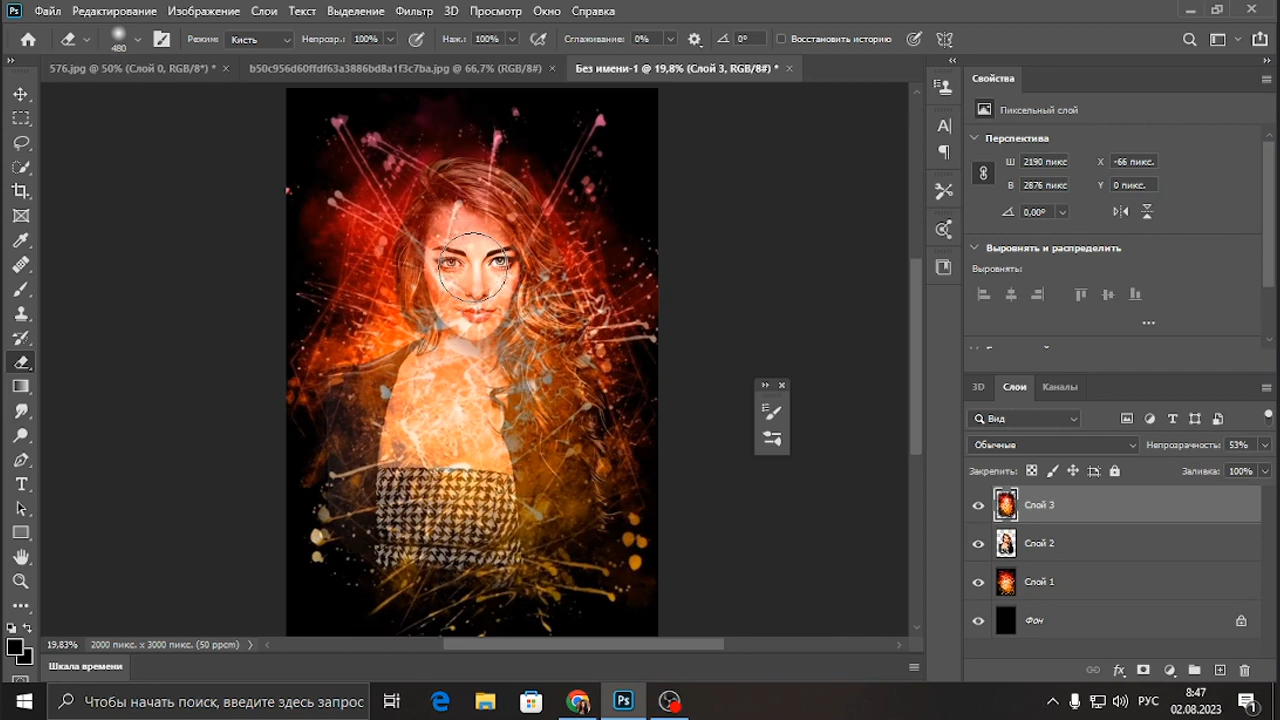 Ps Файл Редактирование Изображение Слои Текст Выделение Фильтр 3D Просмотр Окно Справка
480 Режим: Кисть Непрозр.: 100% Наж.: 100% Сглаживание: 0% 0° Восстановить историю
576.jpg @ 50% (Слой 0, RGB/8*) * × b50c956d60ffdf63a3886bd8a1f3c7ba.jpg @ 66,7% (RGB/8#) × Без имени-1 @ 19,8% (Слой 3, RGB/8#) * ×
Свойства
Пиксельный слой
Перспектива
Ш 2190 пикс X -66 пикс.
В 2876 пикс Y 0 пикс.
0,00°
Выровнять и распределить
Выровнять:
3D Слои Каналы
Вид
Обычные Непрозрачность: 53%
Закрепить: Заливка: 100%
Слой 3
Слой 2
Слой 1
Фон
19,83% 2000 пикс. x 3000 пикс. (50 ppcm)
Шкала времени
Чтобы начать поиск, введите здесь запрос
Ps
РУС
8:47
02.08.2023
1